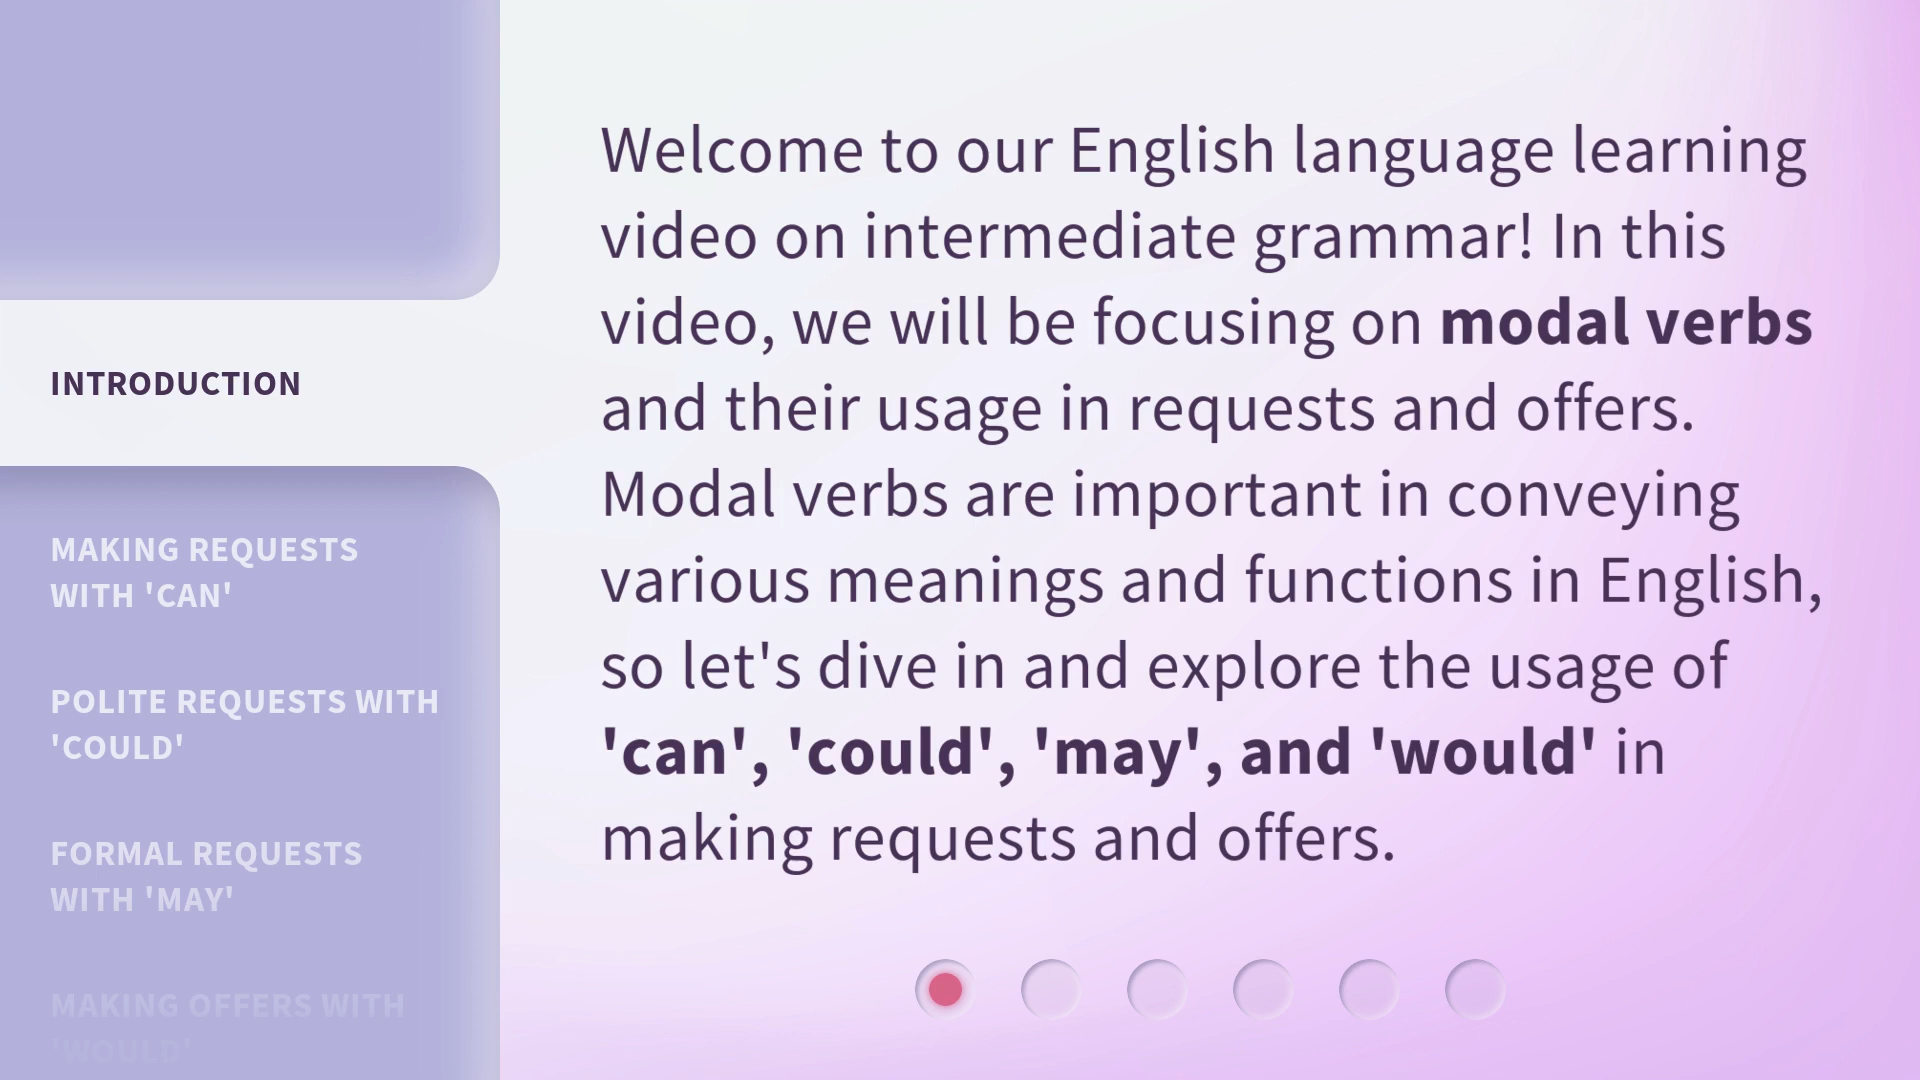 INTRODUCTION
MAKING REQUESTS
WITH 'CAN'
POLITE REQUESTS WITH
'COULD'
FORMAL REQUESTS
WITH 'MAY'
MAKING OFFERS WITH
'WOULD'
Welcome to our English language learning
video on intermediate grammar! In this
video, we will be focusing on modal verbs
and their usage in requests and offers.
Modal verbs are important in conveying
various meanings and functions in English,
so let's dive in and explore the usage of
'can', 'could', 'may', and 'would' in
making requests and offers.